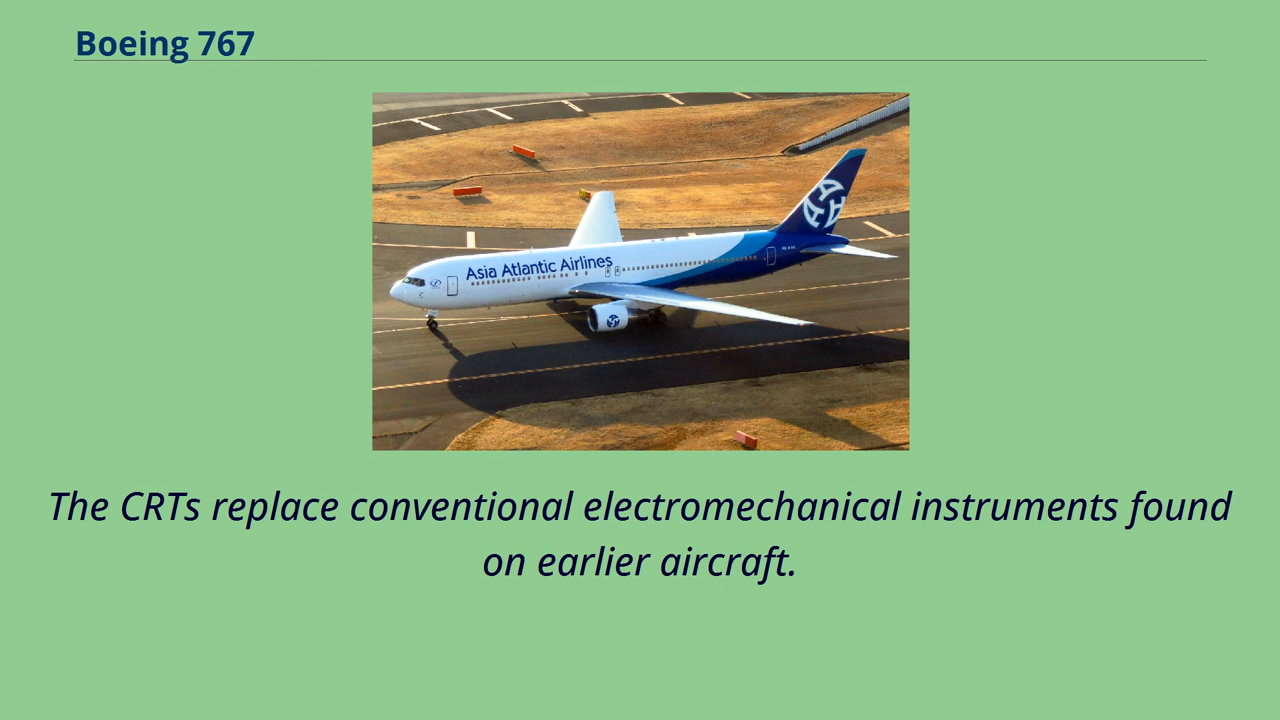 Boeing 767
Asia Atlantic Airlines
The CRTs replace conventional electromechanical instruments found
on earlier aircraft.